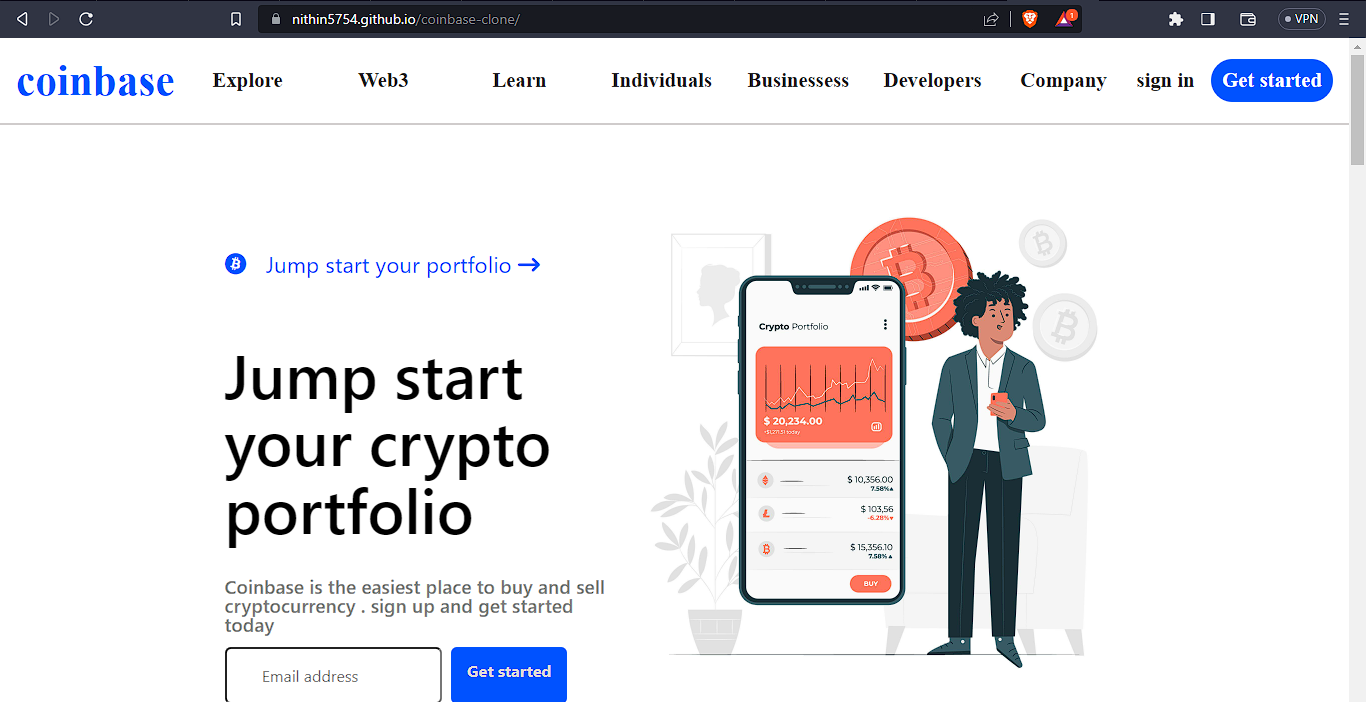 nithin5754.github.io/coinbase-clone/
1
VPN
coinbase
Explore
Web3
Learn
Individuals
Businessess
Developers
Company
sign in
Get started
Jump start your portfolio →
Jump start
your crypto
portfolio
Coinbase is the easiest place to buy and sell
cryptocurrency . sign up and get started
today
Email address
Get started
Crypto Portfolio
$ 20,234.00
$ 10,356.00
7.58%▲
$ 103,56
-6.28%▼
$ 15,356.10
7.58%▲
BUY